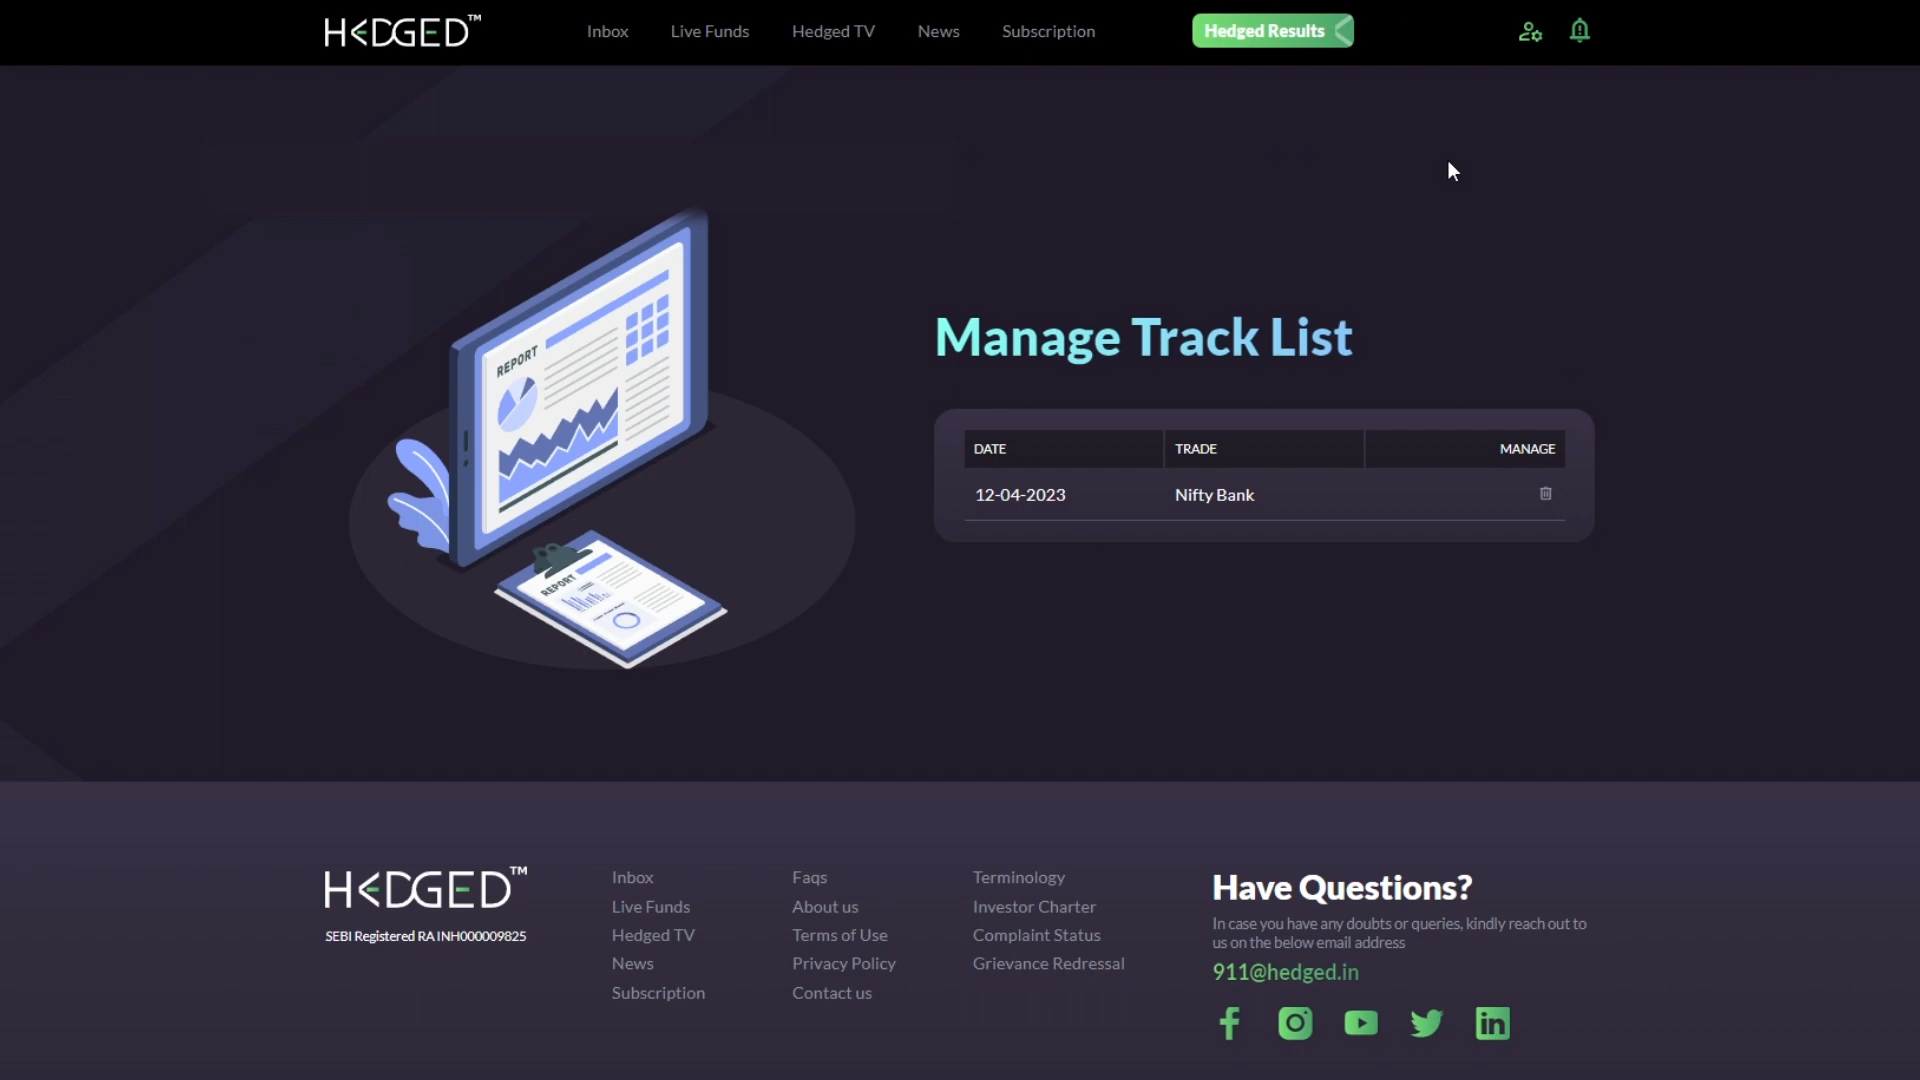 HEDGED™
Inbox
Live Funds
Hedged TV
News
Subscription
Hedged Results
REPORT
REPORT
Manage Track List
DATE
TRADE
MANAGE
12-04-2023
Nifty Bank
HEDGED™
SEBI Registered RA INH000009825
Inbox
Live Funds
Hedged TV
News
Subscription
Faqs
About us
Terms of Use
Privacy Policy
Contact us
Terminology
Investor Charter
Complaint Status
Grievance Redressal
Have Questions?
In case you have any doubts or queries, kindly reach out to
us on the below email address
911@hedged.in